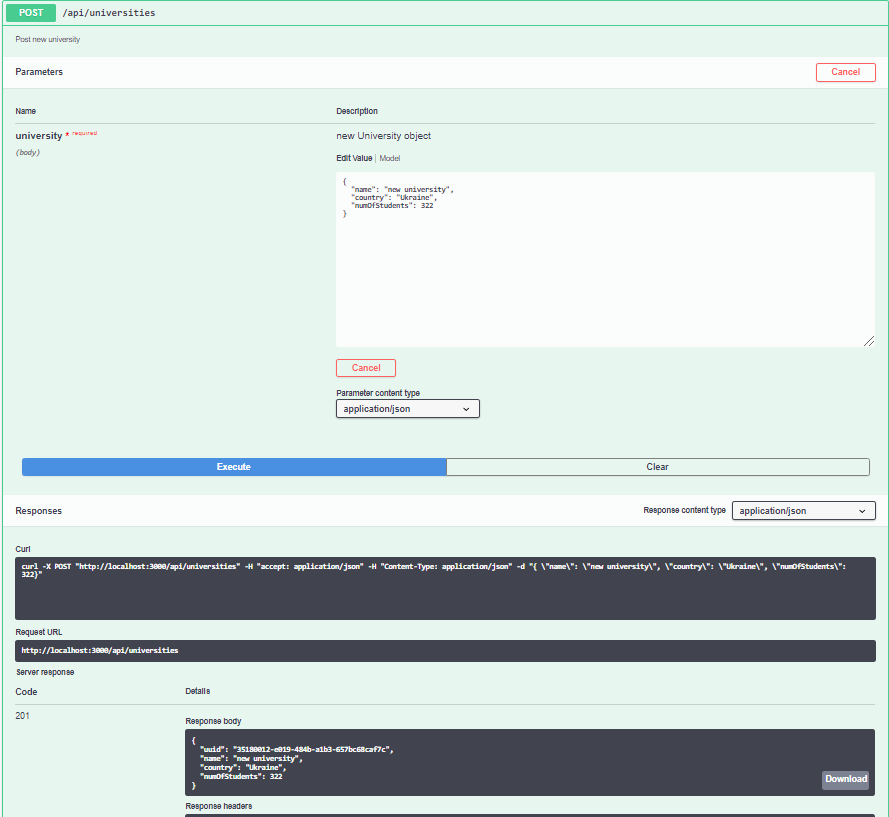 POST /api/universities
Post new university
Parameters Cancel
Name Description
university * required new University object
(body)
Edit Value | Model
{
"name": "new university",
"country": "Ukraine",
"numOfStudents": 322
}
Cancel
Parameter content type
application/json
Execute Clear
Responses Response content type application/json
Curl
curl -X POST "http://localhost:3000/api/universities" -H "accept: application/json" -H "Content-Type: application/json" -d "{ \"name\": \"new university\", \"country\": \"Ukraine\", \"numOfStudents\":
322}"
Request URL
http://localhost:3000/api/universities
Server response
Code Details
201
Response body
{
"uuid": "35180012-e019-484b-a1b3-657bc68caf7c",
"name": "new university",
"country": "Ukraine",
"numOfStudents": 322
}
Download
Response headers